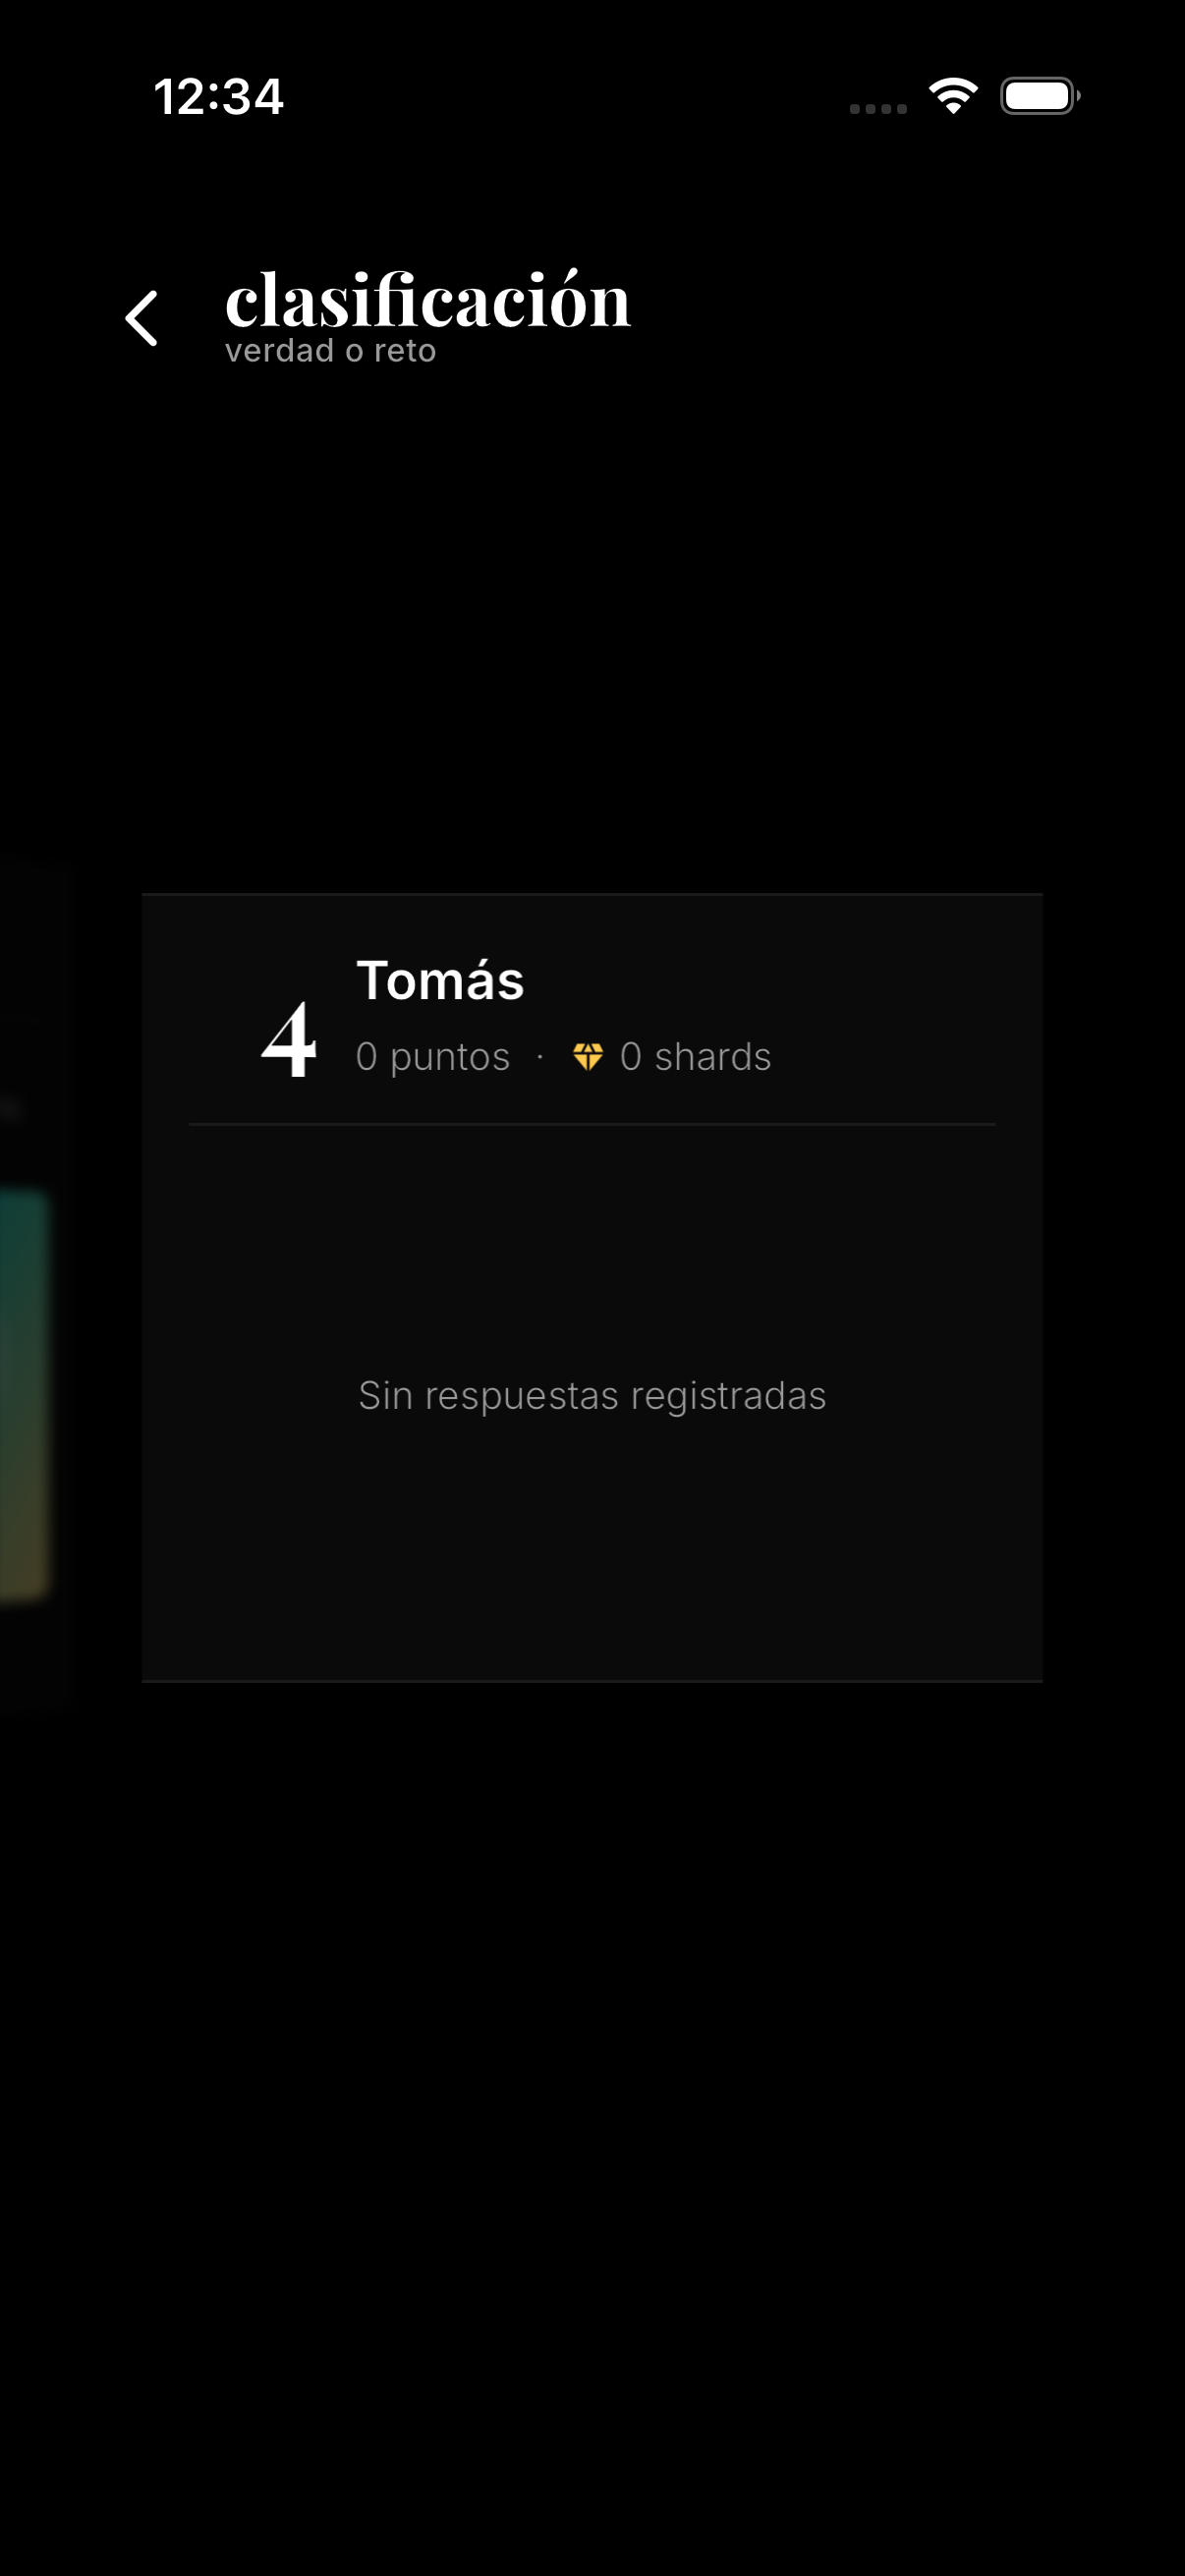 12:34
clasificación
verdad o reto
Tomás
4
0 puntos · 0 shards
Sin respuestas registradas